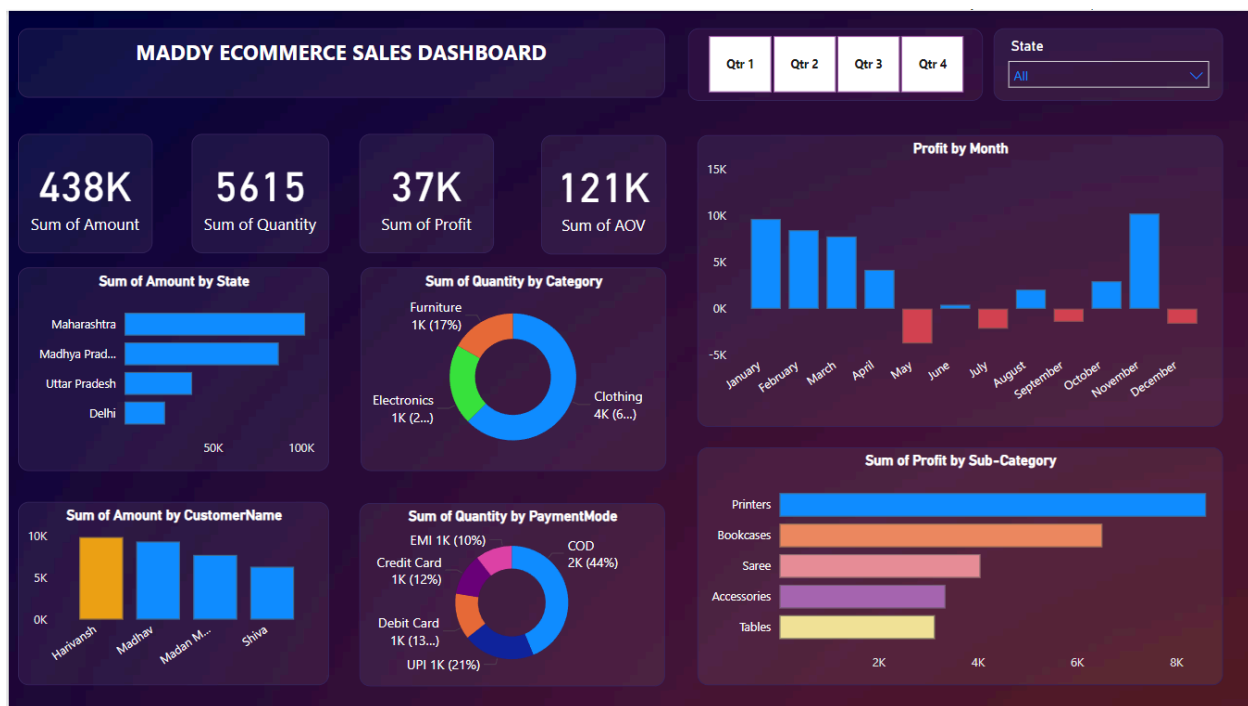 MADDY ECOMMERCE SALES DASHBOARD
Qtr 1
Qtr 2
Qtr 3
Qtr 4
State
All
438K
Sum of Amount
5615
Sum of Quantity
37K
Sum of Profit
121K
Sum of AOV
Profit by Month
15K
10K
5K
0K
-5K
January
February
March
April
May
June
July
August
September
October
November
December
Sum of Amount by State
Maharashtra
Madhya Prad...
Uttar Pradesh
Delhi
50K
100K
Sum of Quantity by Category
Furniture
1K (17%)
Electronics
1K (2...)
Clothing
4K (6...)
Sum of Profit by Sub-Category
Printers
Bookcases
Saree
Accessories
Tables
2K
4K
6K
8K
Sum of Amount by CustomerName
10K
5K
0K
Harivansh
Madhav
Madan M...
Shiva
Sum of Quantity by PaymentMode
EMI 1K (10%)
COD
2K (44%)
Credit Card
1K (12%)
Debit Card
1K (13...)
UPI 1K (21%)